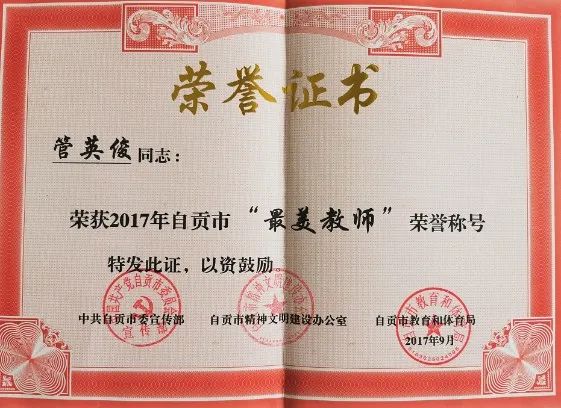 荣誉证书
管英俊同志：
荣获2017年自贡市“最美教师”荣誉称号
特发此证，以资鼓励。
中共自贡市委宣传部 自贡市精神文明建设办公室 自贡市教育和体育局
2017年9月